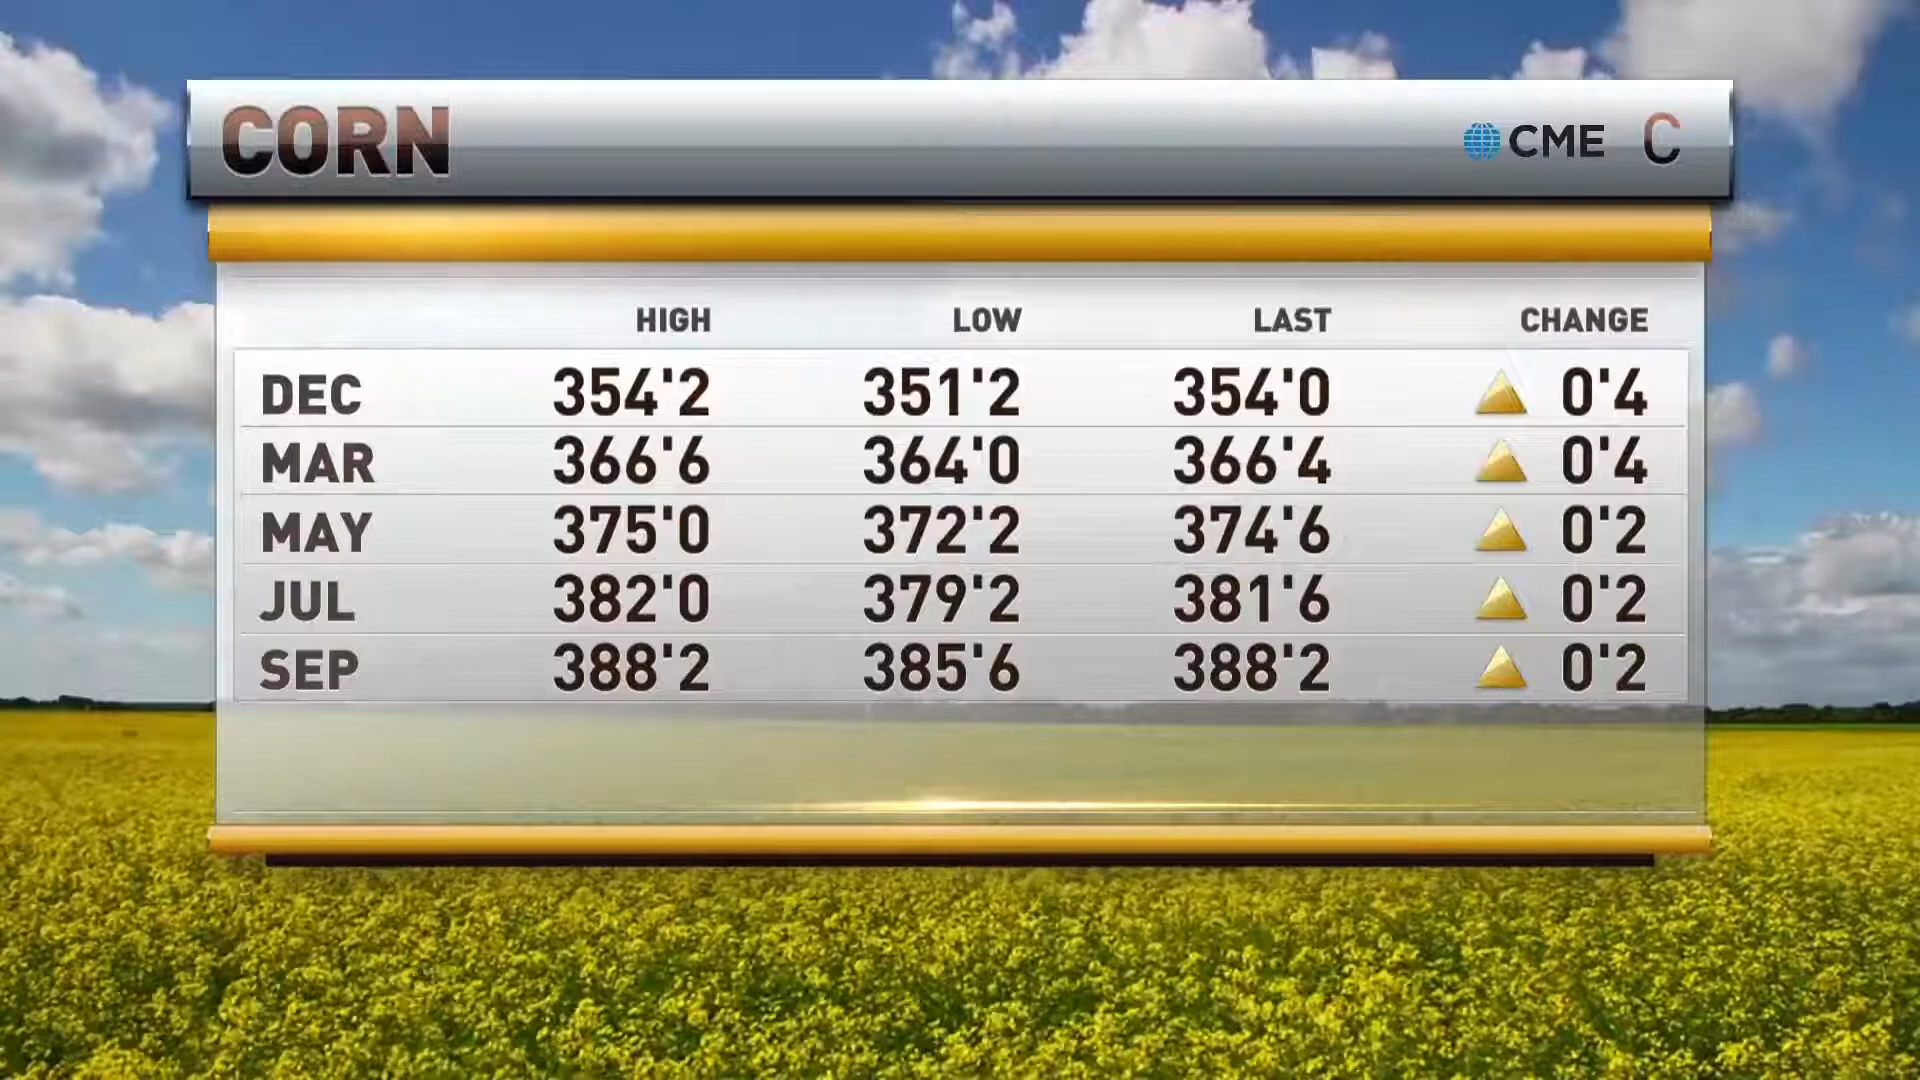 CORN CME C
HIGH LOW LAST CHANGE
DEC 354'2 351'2 354'0 0'4
MAR 366'6 364'0 366'4 0'4
MAY 375'0 372'2 374'6 0'2
JUL 382'0 379'2 381'6 0'2
SEP 388'2 385'6 388'2 0'2